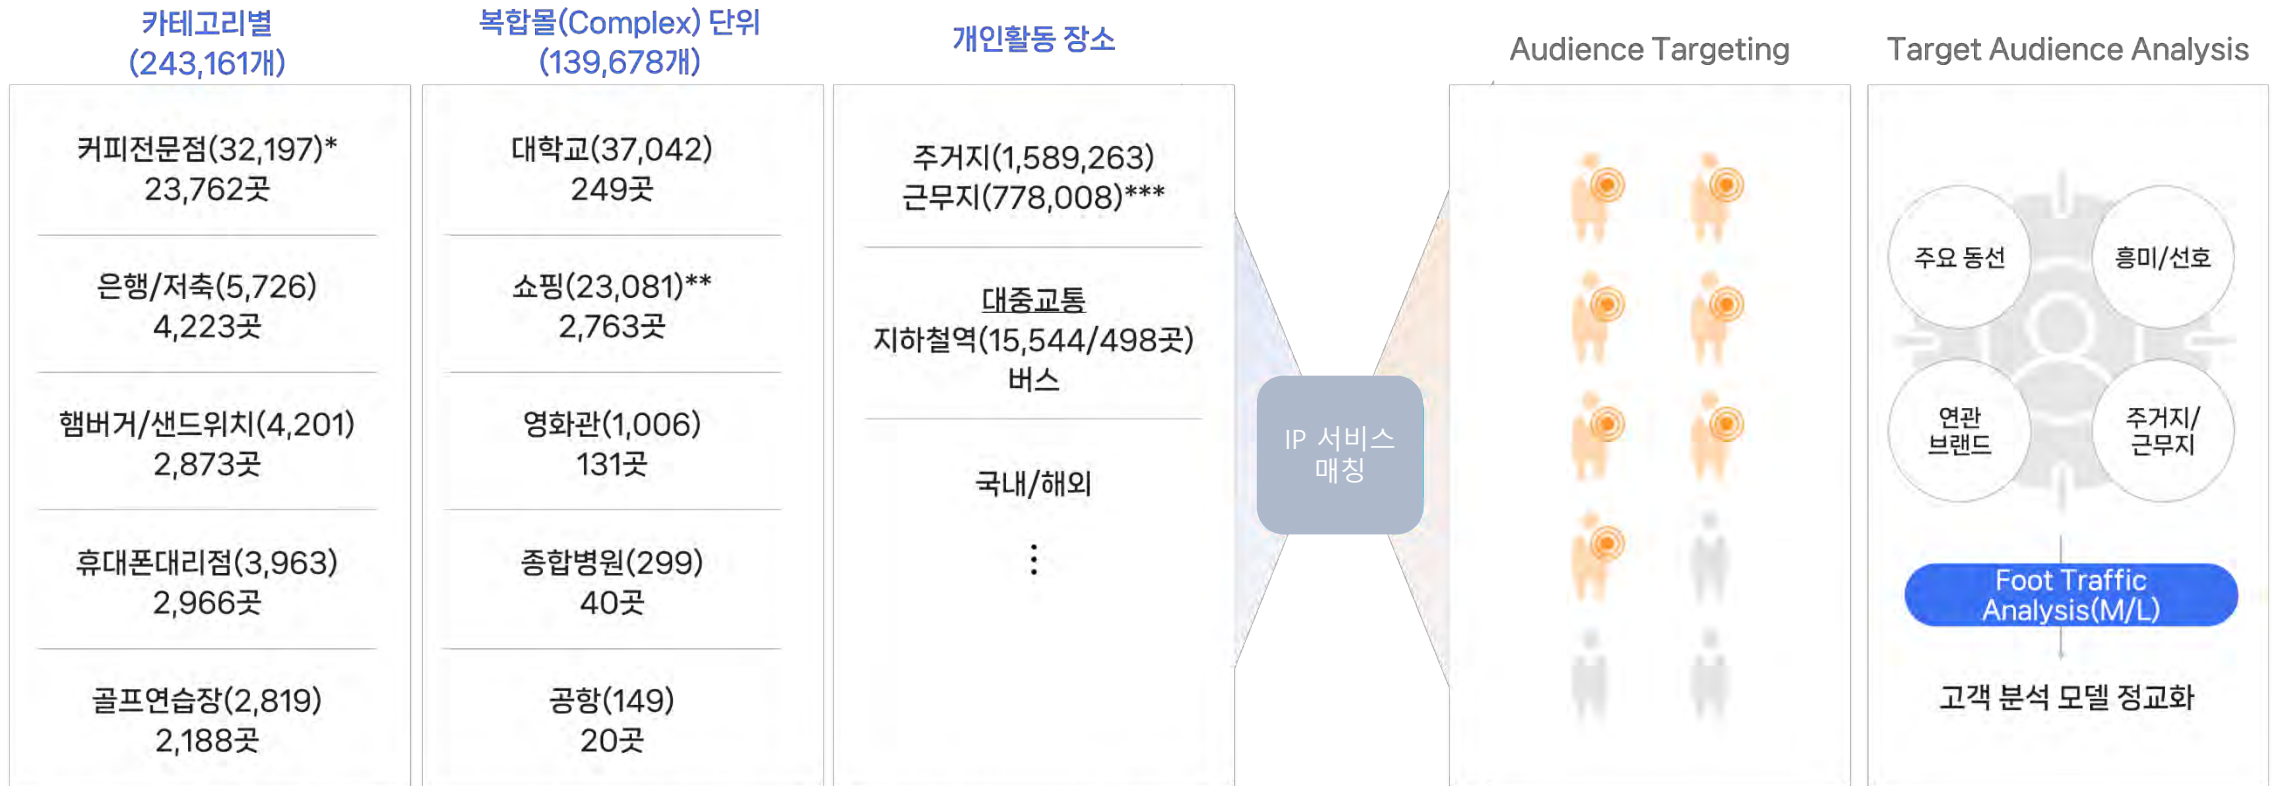 카테고리별
(243,161개)
커피전문점(32,197)*
23,762곳
은행/저축(5,726)
4,223곳
햄버거/샌드위치(4,201)
2,873곳
휴대폰대리점(3,963)
2,966곳
골프연습장(2,819)
2,188곳
복합몰(Complex) 단위
(139,678개)
대학교(37,042)
249곳
쇼핑(23,081)**
2,763곳
영화관(1,006)
131곳
종합병원(299)
40곳
공항(149)
20곳
개인활동 장소
주거지(1,589,263)
근무지(778,008)***
대중교통
지하철역(15,544/498곳)
버스
국내/해외
⋮
IP 서비스
매칭
Audience Targeting
Target Audience Analysis
주요 동선
흥미/선호
연관
브랜드
주거지/
근무지
Foot Traffic
Analysis(M/L)
고객 분석 모델 정교화